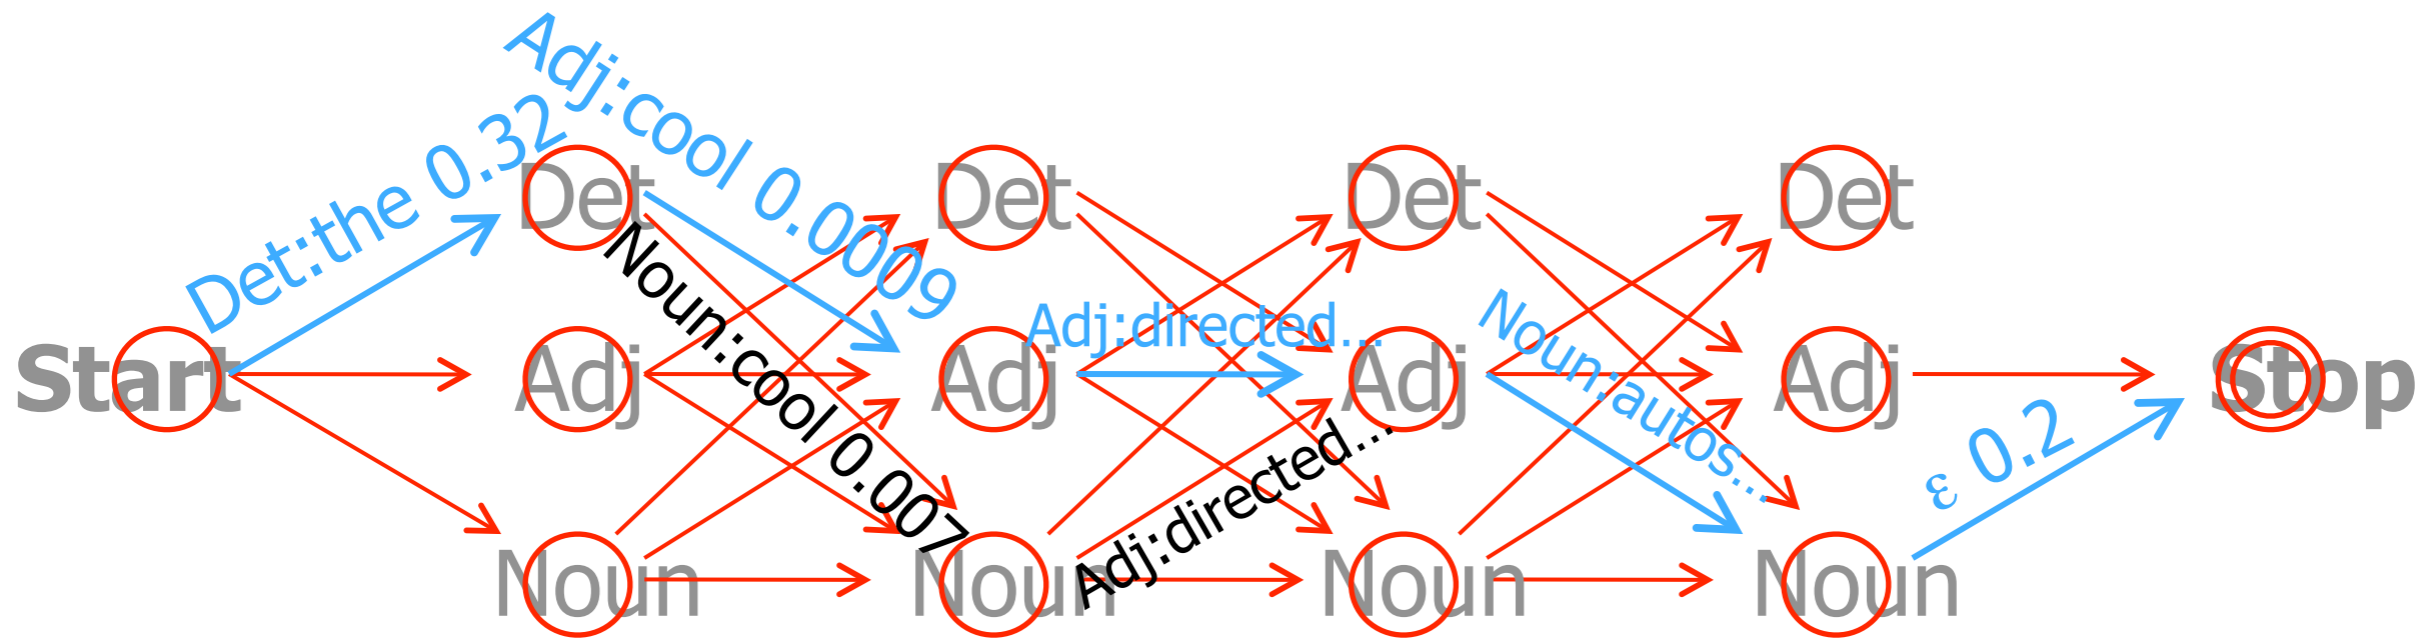 Adj:cool 0.0009
Det:the 0.32
Det
Det
Det
Det
Noun:cool 0.007
Adj:directed...
Noun:autos...
Start
Adj
Adj
Adj
Adj
Stop
Adj:directed...
ε 0.2
Noun
Noun
Noun
Noun